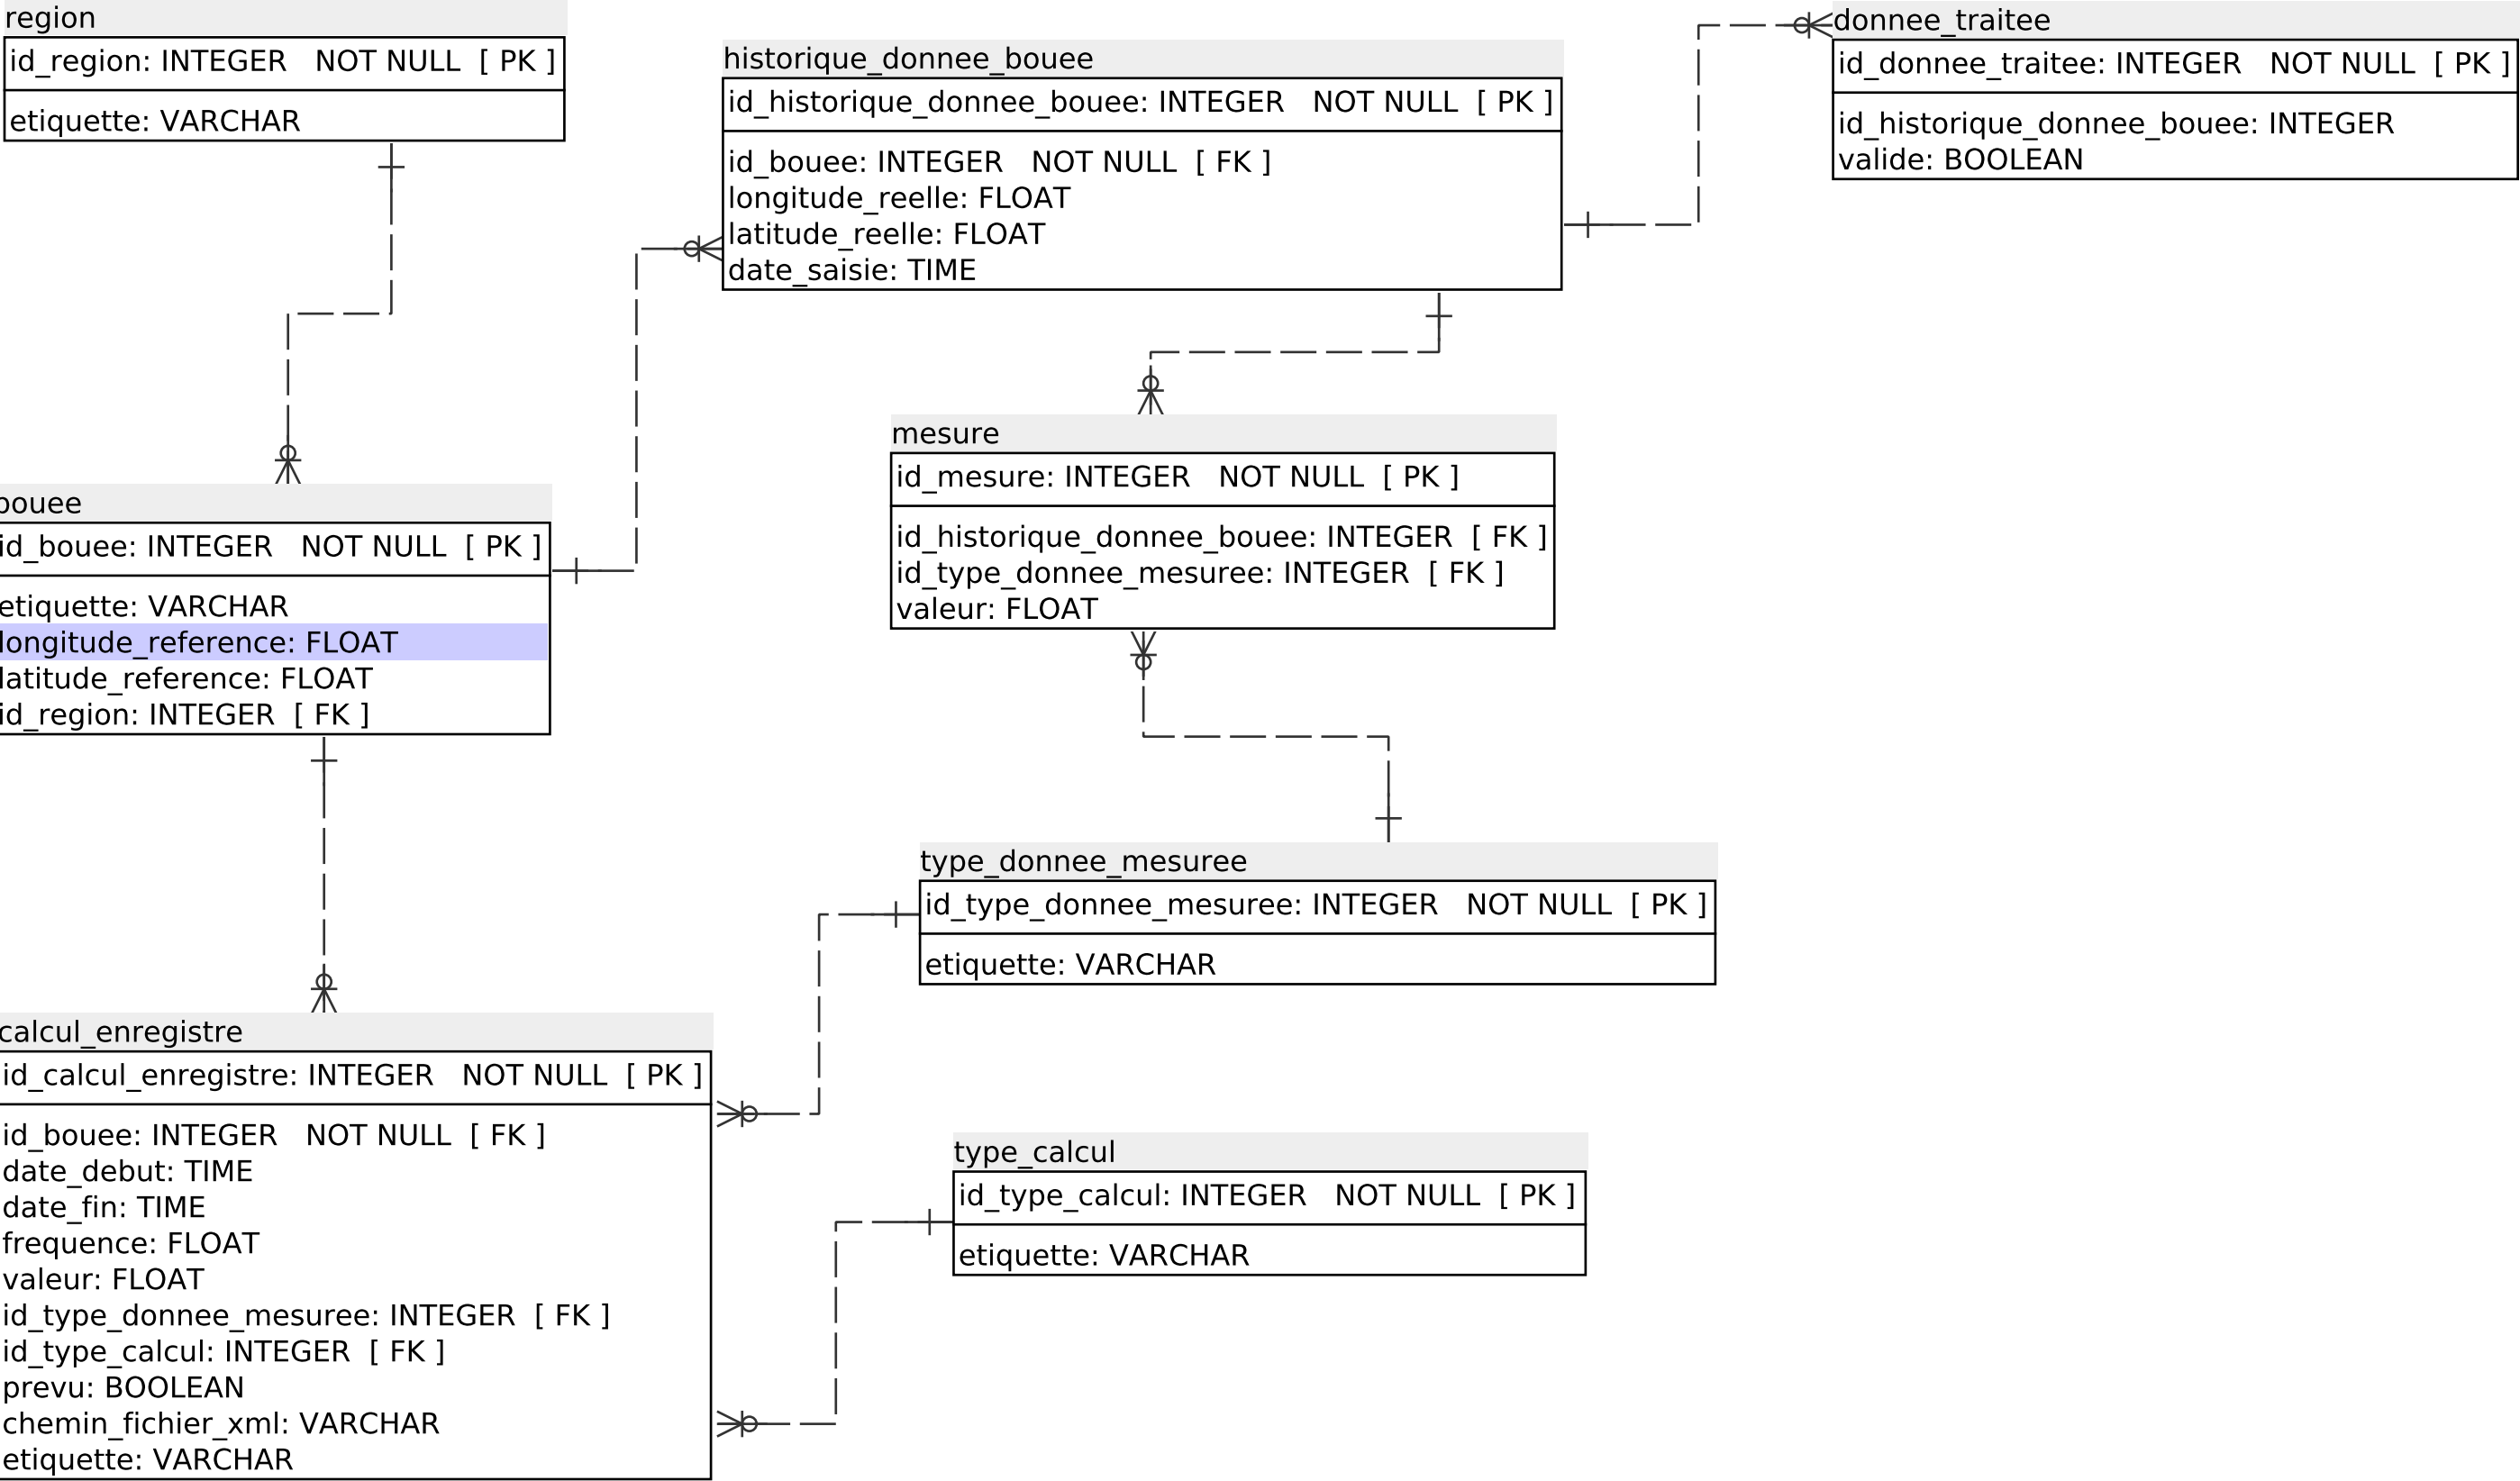 region
id_region: INTEGER NOT NULL [ PK ]
etiquette: VARCHAR
historique_donnee_bouee
id_historique_donnee_bouee: INTEGER NOT NULL [ PK ]
id_bouee: INTEGER NOT NULL [ FK ]
longitude_reelle: FLOAT
latitude_reelle: FLOAT
date_saisie: TIME
donnee_traitee
id_donnee_traitee: INTEGER NOT NULL [ PK ]
id_historique_donnee_bouee: INTEGER
valide: BOOLEAN
mesure
id_mesure: INTEGER NOT NULL [ PK ]
id_historique_donnee_bouee: INTEGER [ FK ]
id_type_donnee_mesuree: INTEGER [ FK ]
valeur: FLOAT
bouee
id_bouee: INTEGER NOT NULL [ PK ]
etiquette: VARCHAR
longitude_reference: FLOAT
latitude_reference: FLOAT
id_region: INTEGER [ FK ]
type_donnee_mesuree
id_type_donnee_mesuree: INTEGER NOT NULL [ PK ]
etiquette: VARCHAR
calcul_enregistre
id_calcul_enregistre: INTEGER NOT NULL [ PK ]
id_bouee: INTEGER NOT NULL [ FK ]
date_debut: TIME
date_fin: TIME
frequence: FLOAT
valeur: FLOAT
id_type_donnee_mesuree: INTEGER [ FK ]
id_type_calcul: INTEGER [ FK ]
prevu: BOOLEAN
chemin_fichier_xml: VARCHAR
etiquette: VARCHAR
type_calcul
id_type_calcul: INTEGER NOT NULL [ PK ]
etiquette: VARCHAR